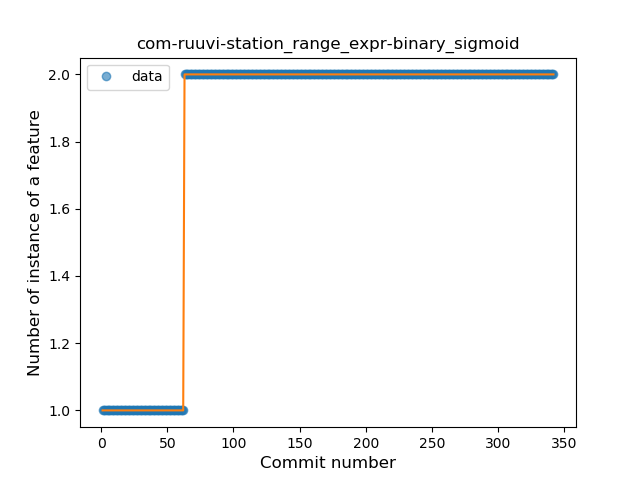 com-ruuvi-station_range_expr-binary_sigmoid
data
Number of instance of a feature
2.0
1.8
1.6
1.4
1.2
1.0
0 50 100 150 200 250 300 350
Commit number